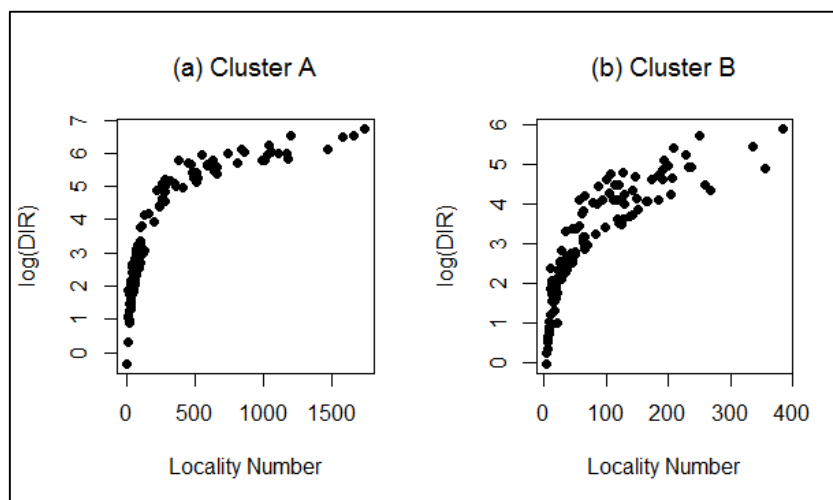 (a) Cluster A
(b) Cluster B
log(DIR)
0 1 2 3 4 5 6 7
0 500 1000 1500
Locality Number
log(DIR)
0 1 2 3 4 5 6
0 100 200 300 400
Locality Number